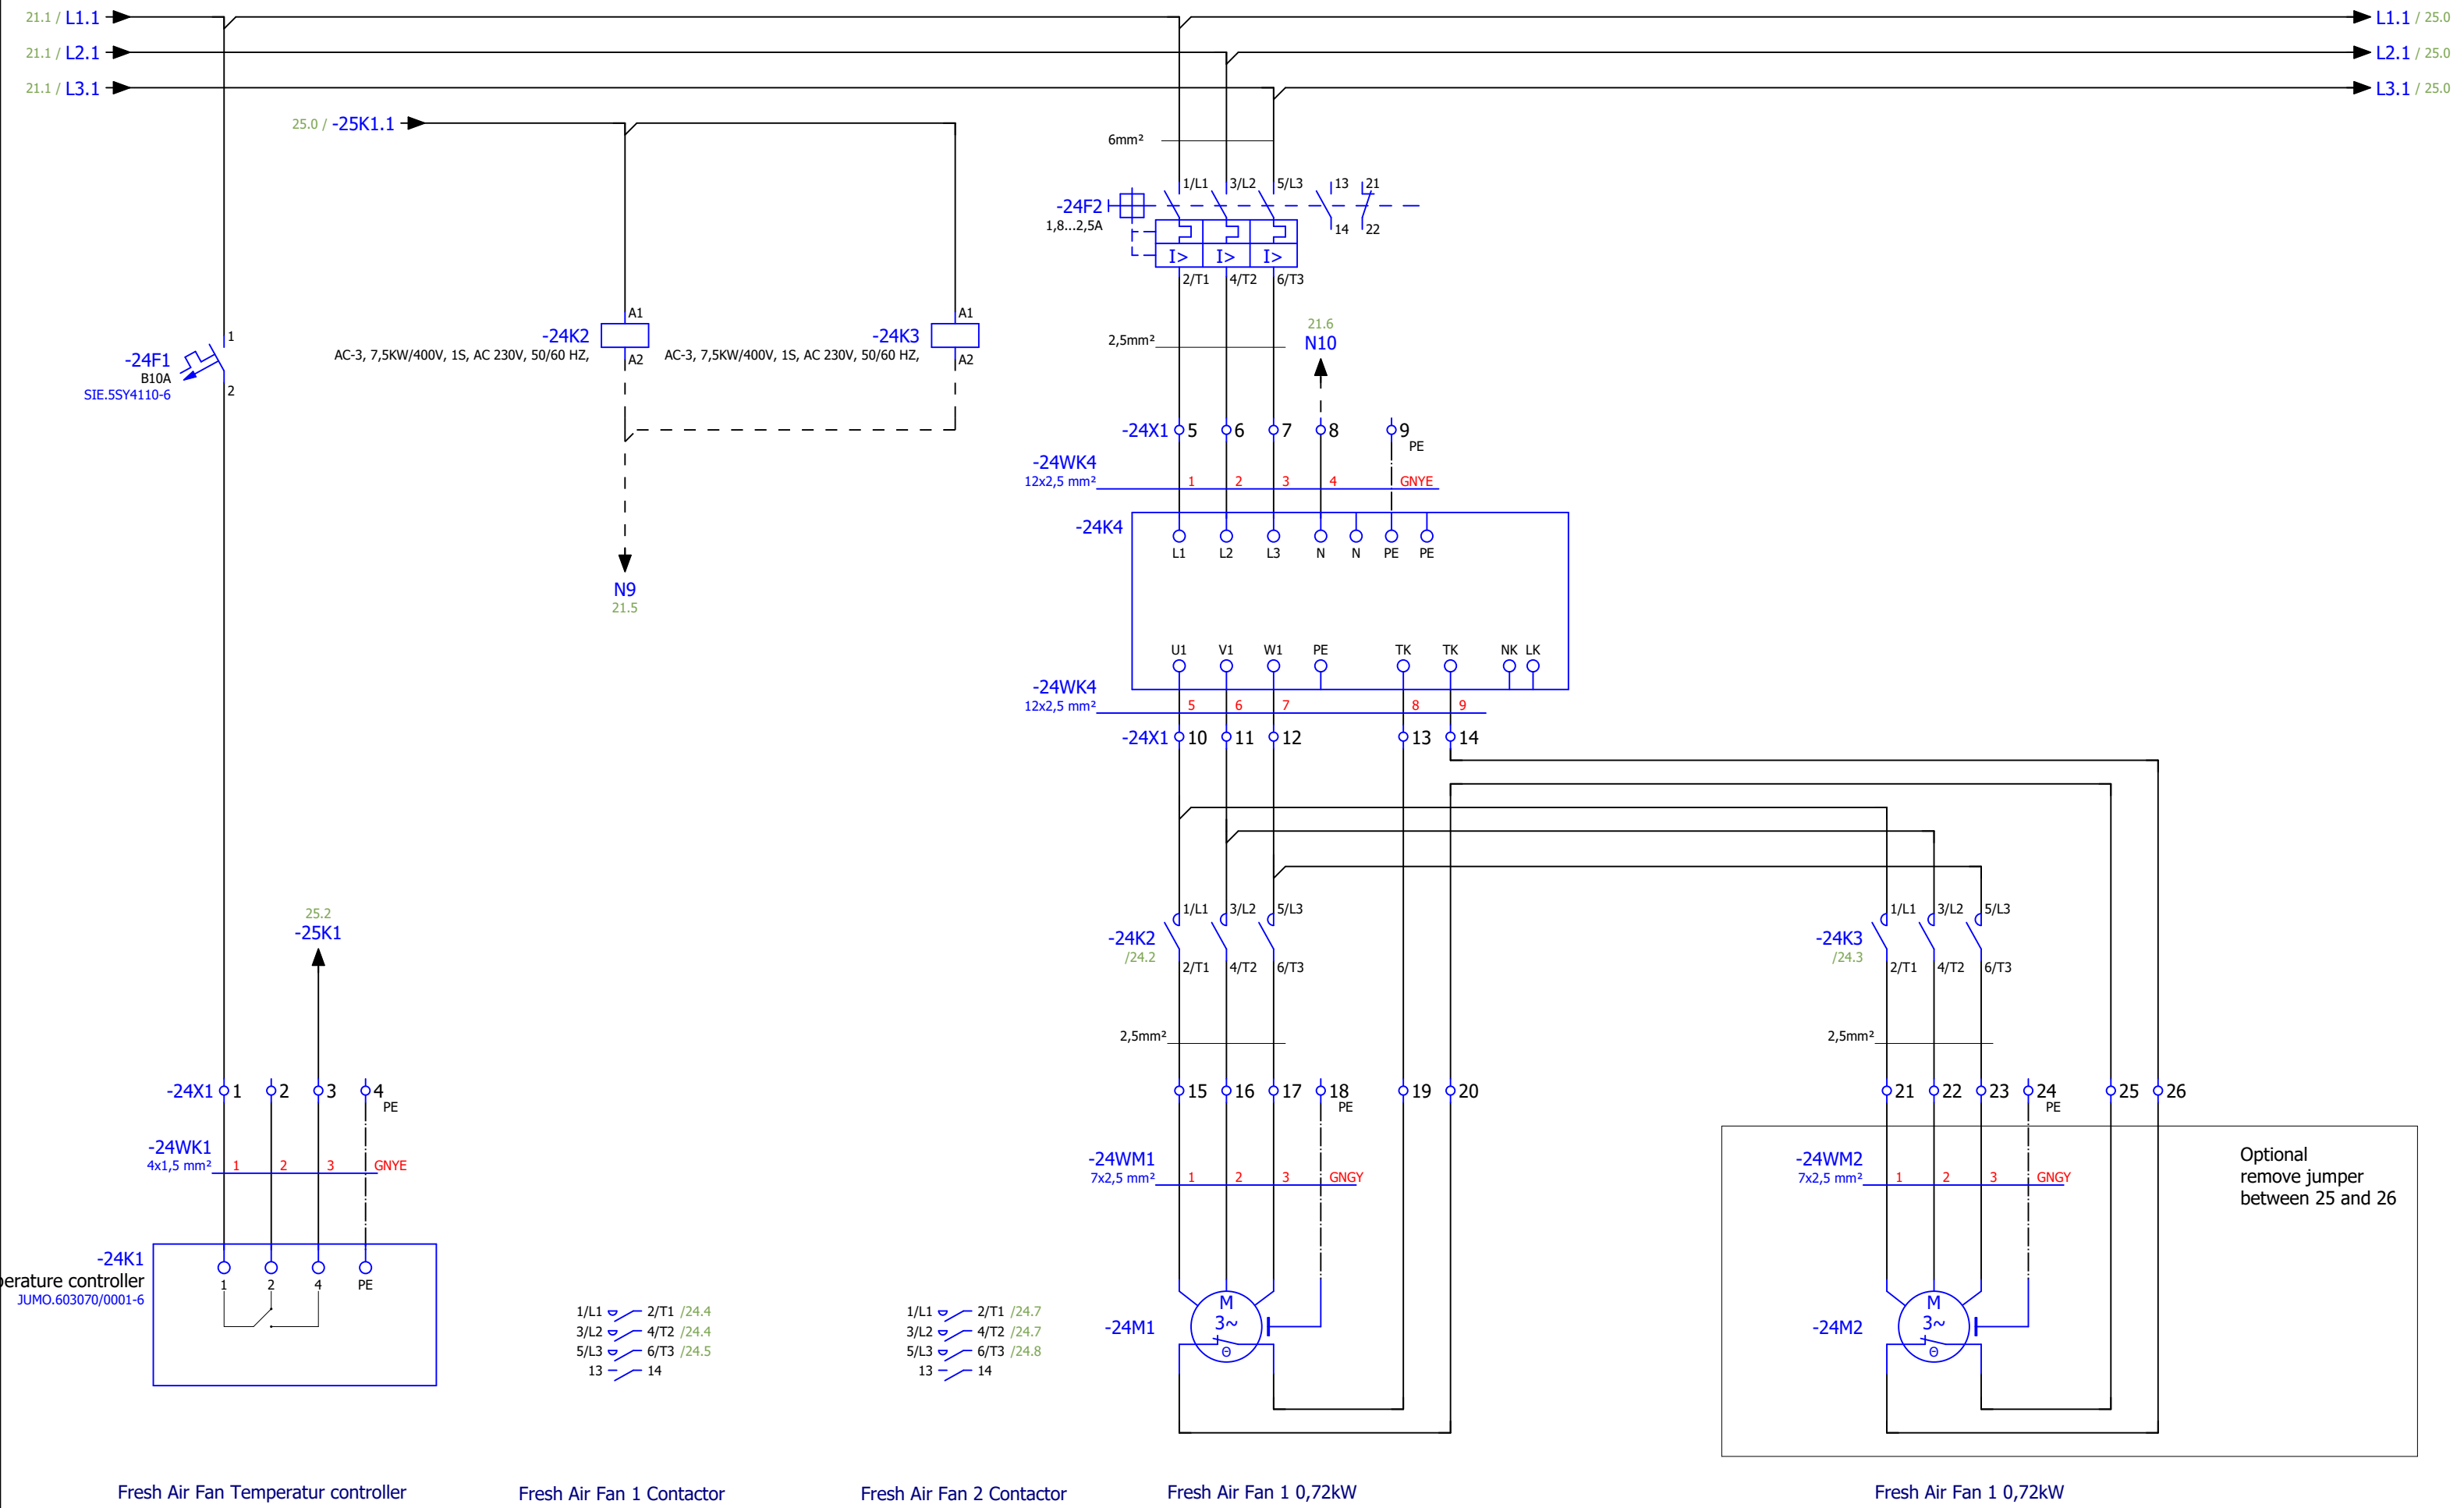 21.1 / L1.1
L1.1 / 25.0
21.1 / L2.1
L2.1 / 25.0
21.1 / L3.1
L3.1 / 25.0
25.0 / -25K1.1
6mm²
1/L1 3/L2 5/L3 13 21
-24F2
1,8...2,5A
14 22
I> I> I>
2/T1 4/T2 6/T3
A1
-24K2
AC-3, 7,5KW/400V, 1S, AC 230V, 50/60 HZ,
A2
A1
-24K3
AC-3, 7,5KW/400V, 1S, AC 230V, 50/60 HZ,
A2
1
-24F1
B10A
SIE.5SY4110-6
2
2,5mm²
21.6
N10
-24X1 5 6 7 8 9
PE
-24WK4
12x2,5 mm² 1 2 3 4 GNYE
-24K4
L1 L2 L3 N N PE PE
N9
21.5
U1 V1 W1 PE TK TK NK LK
-24WK4
12x2,5 mm² 5 6 7 8 9
-24X1 10 11 12 13 14
25.2
-25K1
1/L1 3/L2 5/L3
-24K2
/24.2
2/T1 4/T2 6/T3
1/L1 3/L2 5/L3
-24K3
/24.3
2/T1 4/T2 6/T3
2,5mm²
2,5mm²
-24X1 1 2 3 4
PE
15 16 17 18 19 20
PE
21 22 23 24 25 26
PE
-24WK1
4x1,5 mm² 1 2 3 GNYE
-24WM1
7x2,5 mm² 1 2 3 GNGY
-24WM2
7x2,5 mm² 1 2 3 GNGY
Optional
remove jumper
between 25 and 26
-24K1
perature controller
JUMO.603070/0001-6
1 2 4 PE
1/L1 2/T1 /24.4
3/L2 4/T2 /24.4
5/L3 6/T3 /24.5
13 14
1/L1 2/T1 /24.7
3/L2 4/T2 /24.7
5/L3 6/T3 /24.8
13 14
-24M1
M
3~
Θ
-24M2
M
3~
Θ
Fresh Air Fan Temperatur controller
Fresh Air Fan 1 Contactor
Fresh Air Fan 2 Contactor
Fresh Air Fan 1 0,72kW
Fresh Air Fan 1 0,72kW